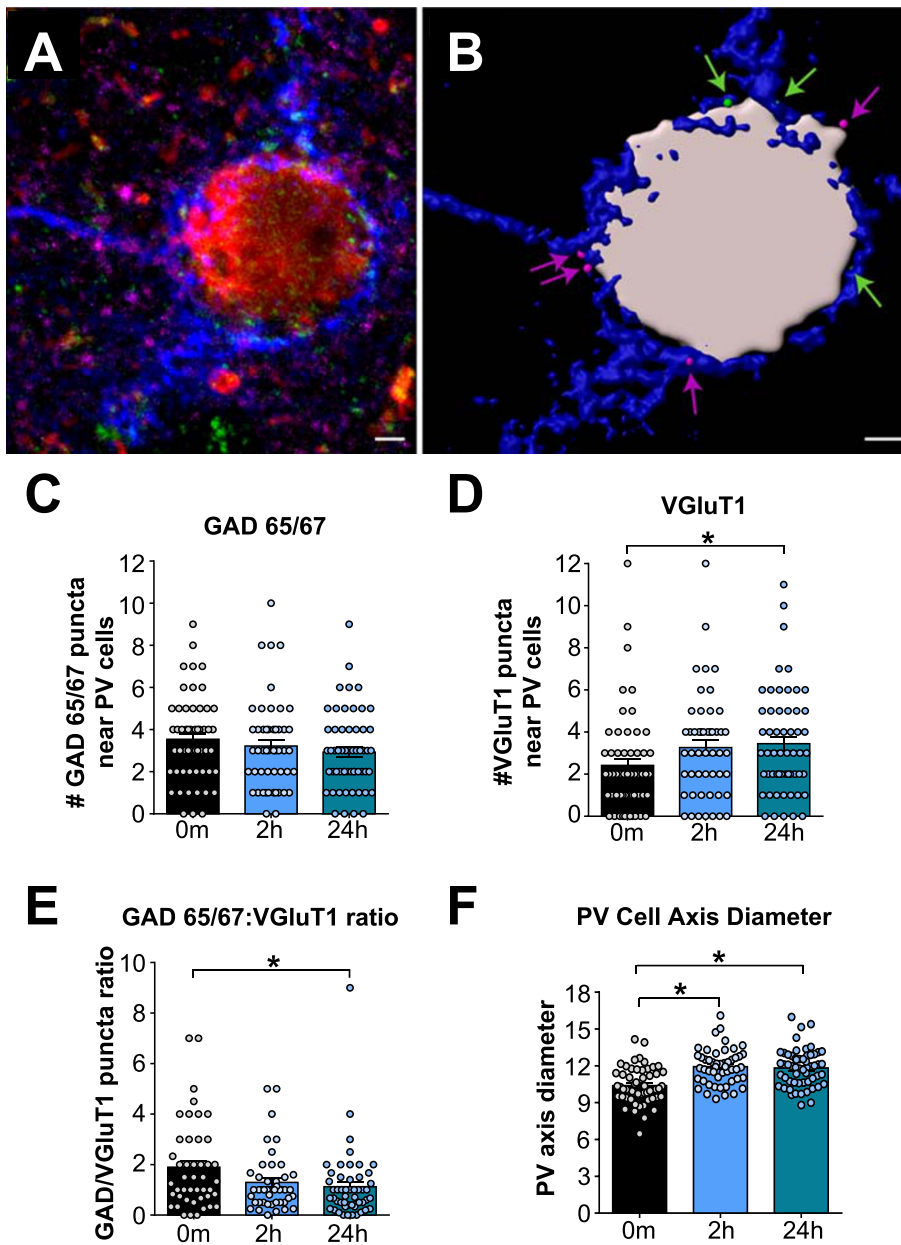 A
B
C
GAD 65/67
# GAD 65/67 puncta
near PV cells
12
10
8
6
4
2
0
0m 2h 24h
D
VGluT1
*
#VGluT1 puncta
near PV cells
12
10
8
6
4
2
0
0m 2h 24h
E
GAD 65/67:VGluT1 ratio
*
GAD/VGluT1 puncta ratio
10
8
6
4
2
0
0m 2h 24h
F
PV Cell Axis Diameter
*
*
PV axis diameter
18
15
12
9
6
3
0
0m 2h 24h